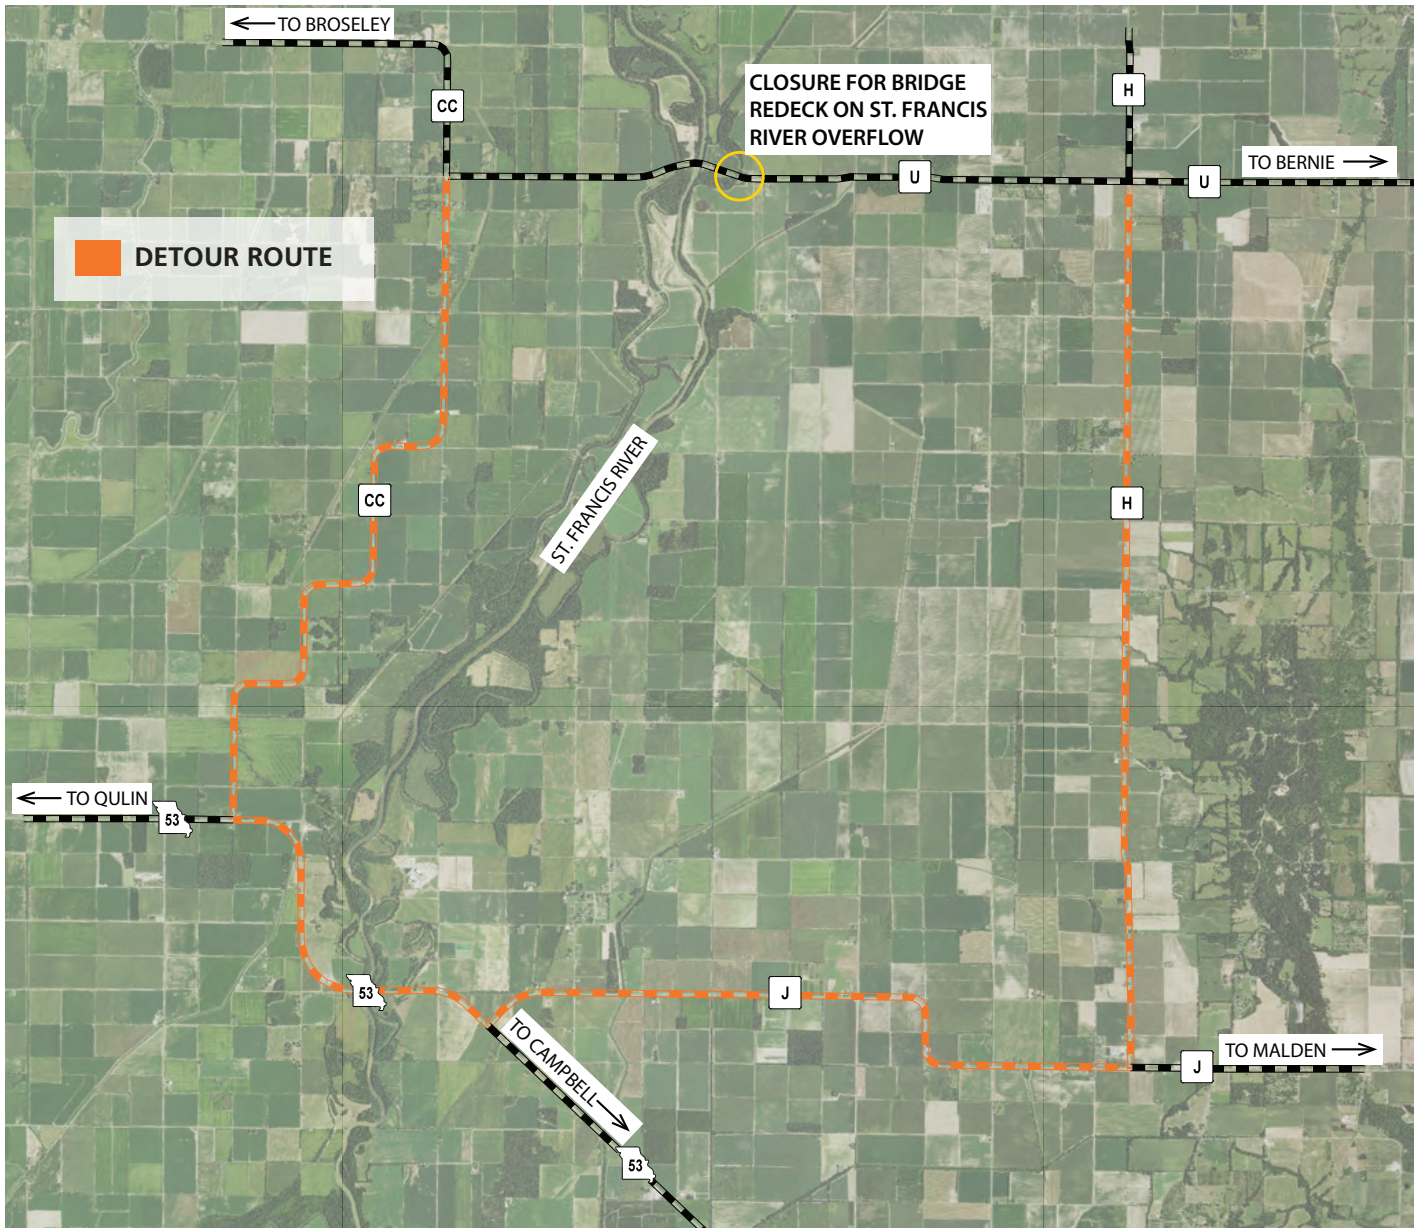 ← TO BROSELEY
CC
CLOSURE FOR BRIDGE
REDECK ON ST. FRANCIS
RIVER OVERFLOW
H
U
TO BERNIE →
U
DETOUR ROUTE
ST. FRANCIS RIVER
CC
H
← TO QULIN
53
53
J
TO CAMPBELL →
53
TO MALDEN →
J